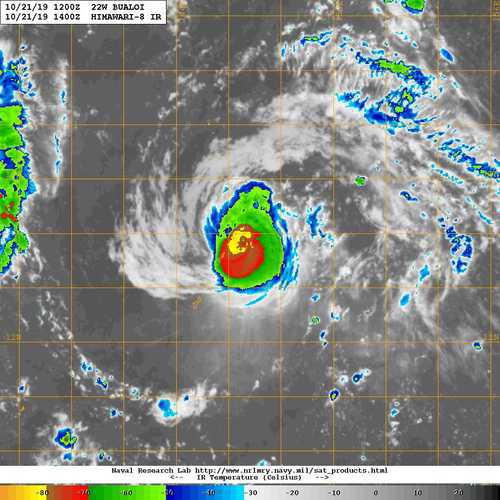 10/21/19 1200Z 22W BUALOI
10/21/19 1400Z HIMAWARI-8 IR
Naval Research Lab http://www.nrlmry.navy.mil/sat_products.html
<-- IR Temperature (Celsius) -->
-80 -70 -60 -50 -40 -30 -20 -10 0 10 20